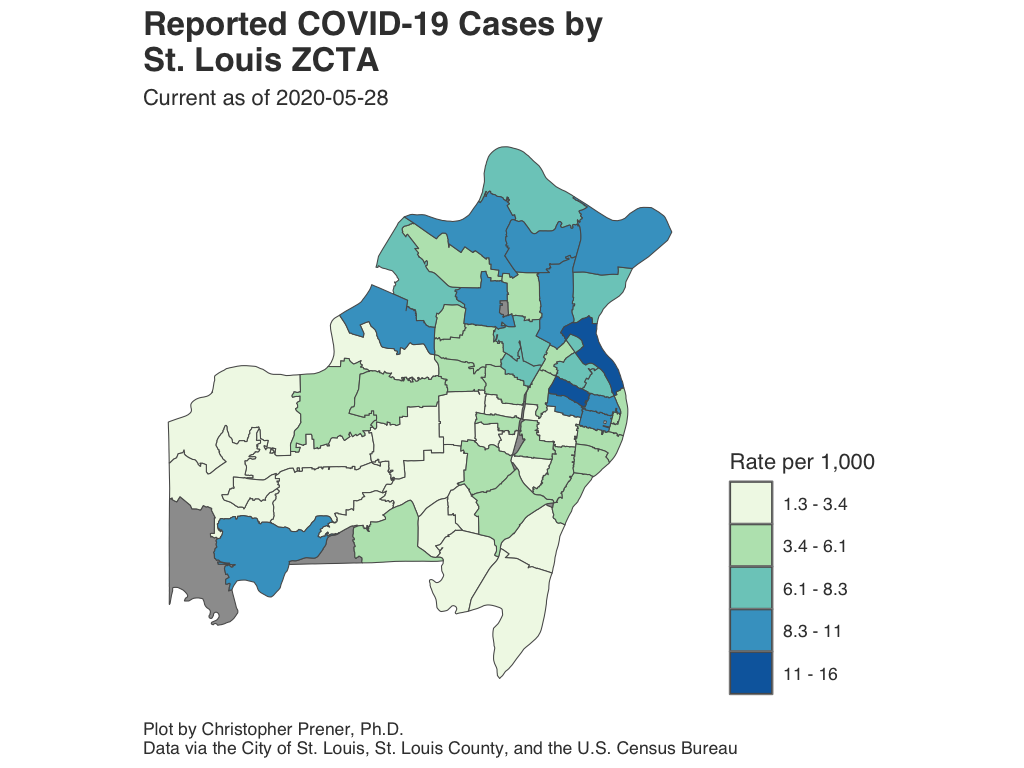 Reported COVID-19 Cases by
St. Louis ZCTA
Current as of 2020-05-28
Rate per 1,000
1.3 - 3.4
3.4 - 6.1
6.1 - 8.3
8.3 - 11
11 - 16
Plot by Christopher Prener, Ph.D.
Data via the City of St. Louis, St. Louis County, and the U.S. Census Bureau